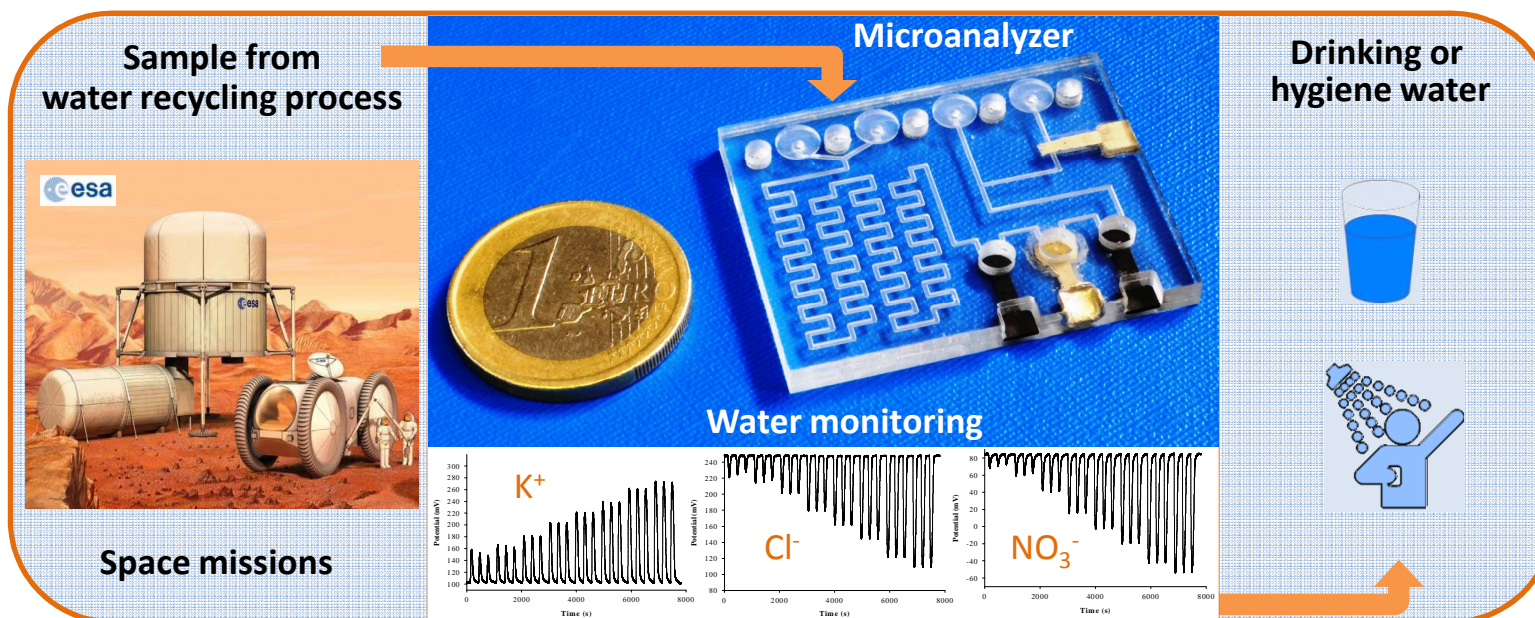 Sample from
water recycling process
esa
esa
Space missions
Microanalyzer
1 EURO
Water monitoring
K⁺
Potential (mV)
300
280
260
240
220
200
180
160
140
120
100
0 2000 4000 6000 8000
Time (s)
Cl⁻
Potential (mV)
240
220
200
180
160
140
120
100
80
0 2000 4000 6000 8000
Time (s)
NO₃⁻
Potential (mV)
80
60
40
20
0
-20
-40
-60
0 2000 4000 6000 8000
Time (s)
Drinking or
hygiene water